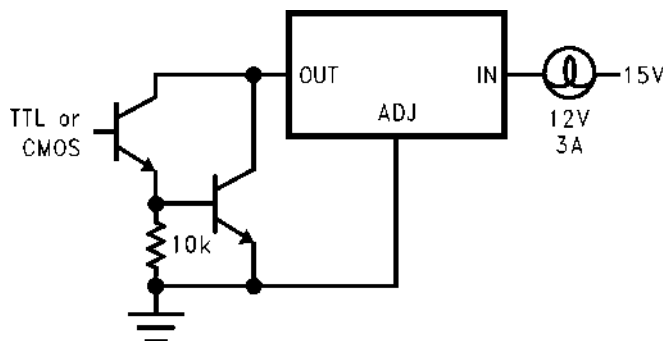 OUT
IN
15V
ADJ
TTL or
CMOS
12V
3A
10k